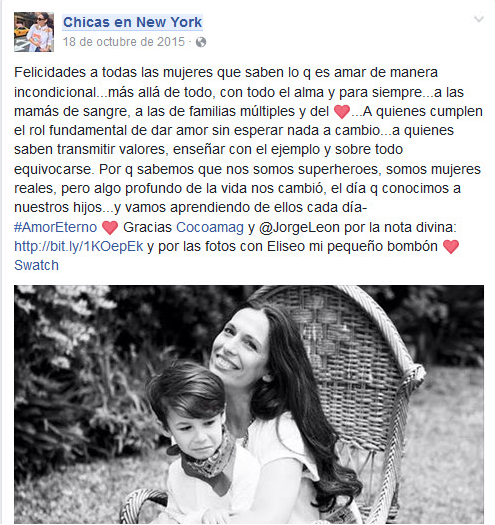 Chicas en New York
18 de octubre de 2015 ·
Felicidades a todas las mujeres que saben lo q es amar de manera
incondicional...más allá de todo, con todo el alma y para siempre...a las
mamás de sangre, a las de familias múltiples y del ❤...A quienes cumplen
el rol fundamental de dar amor sin esperar nada a cambio...a quienes
saben transmitir valores, enseñar con el ejemplo y sobre todo
equivocarse. Por q sabemos que nos somos superheroes, somos mujeres
reales, pero algo profundo de la vida nos cambió, el día q conocimos a
nuestros hijos...y vamos aprendiendo de ellos cada día-
#AmorEterno ❤ Gracias Cocoamag y @JorgeLeon por la nota divina:
http://bit.ly/1KOepEk y por las fotos con Eliseo mi pequeño bombón ❤
Swatch